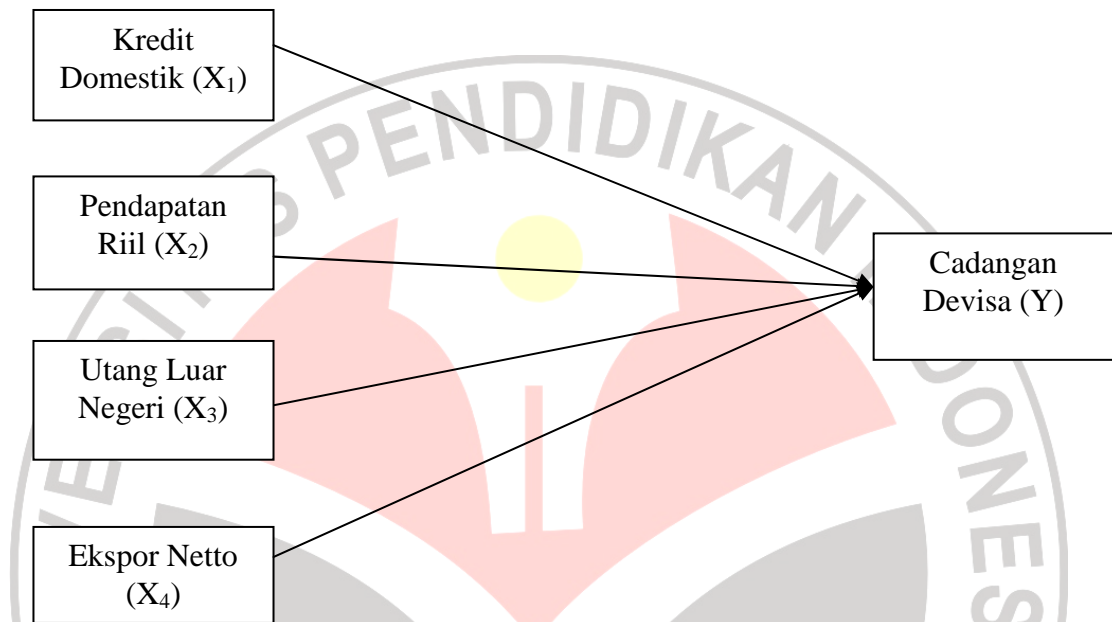 Kredit
Domestik (X₁)
Pendapatan
Riil (X₂)
Utang Luar
Negeri (X₃)
Ekspor Netto
(X₄)
Cadangan
Devisa (Y)
PENDIDIKAN